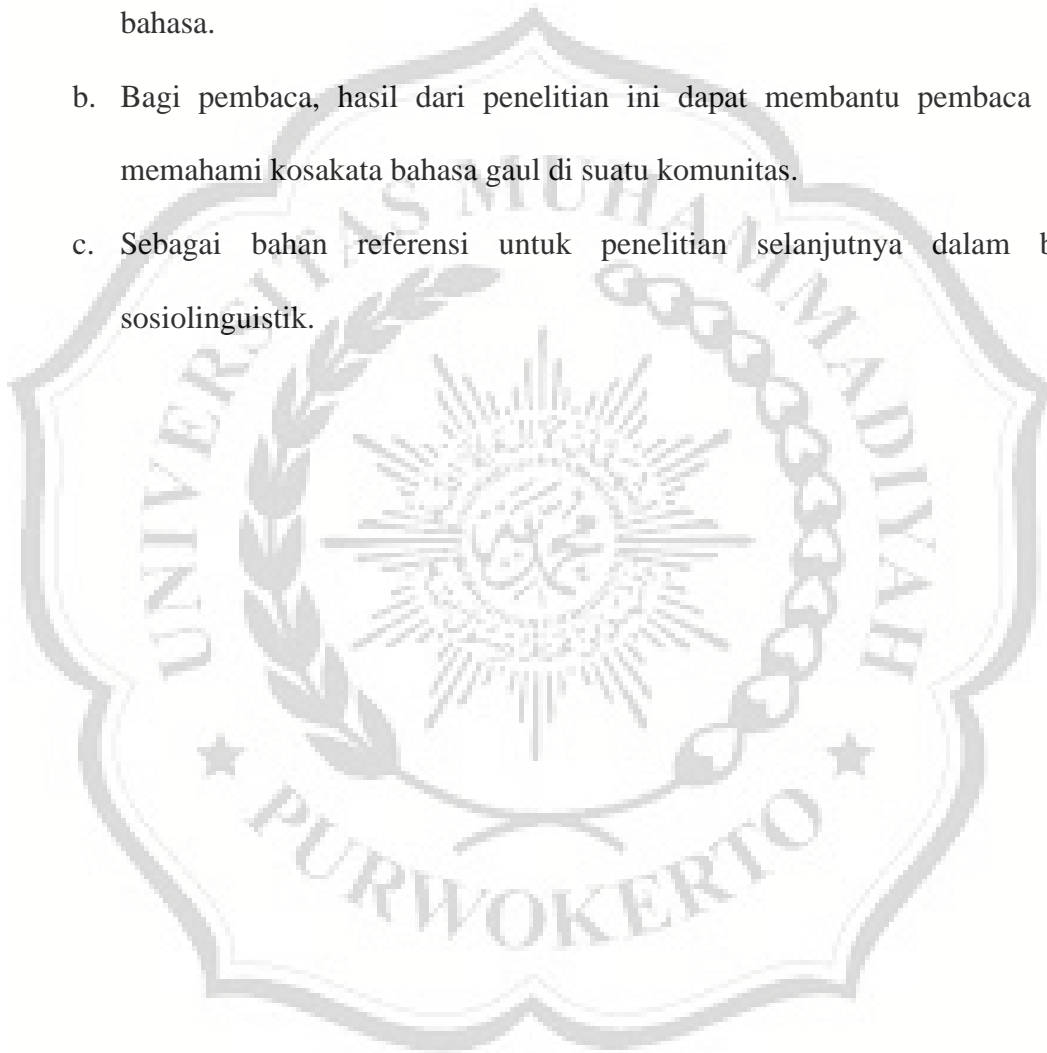 bahasa.
b. Bagi pembaca, hasil dari penelitian ini dapat membantu pembaca
memahami kosakata bahasa gaul di suatu komunitas.
c. Sebagai bahan referensi untuk penelitian selanjutnya dalam b
sosiolinguistik.
UNIVERSITAS MUHAMMADIYAH
PURWOKERTO